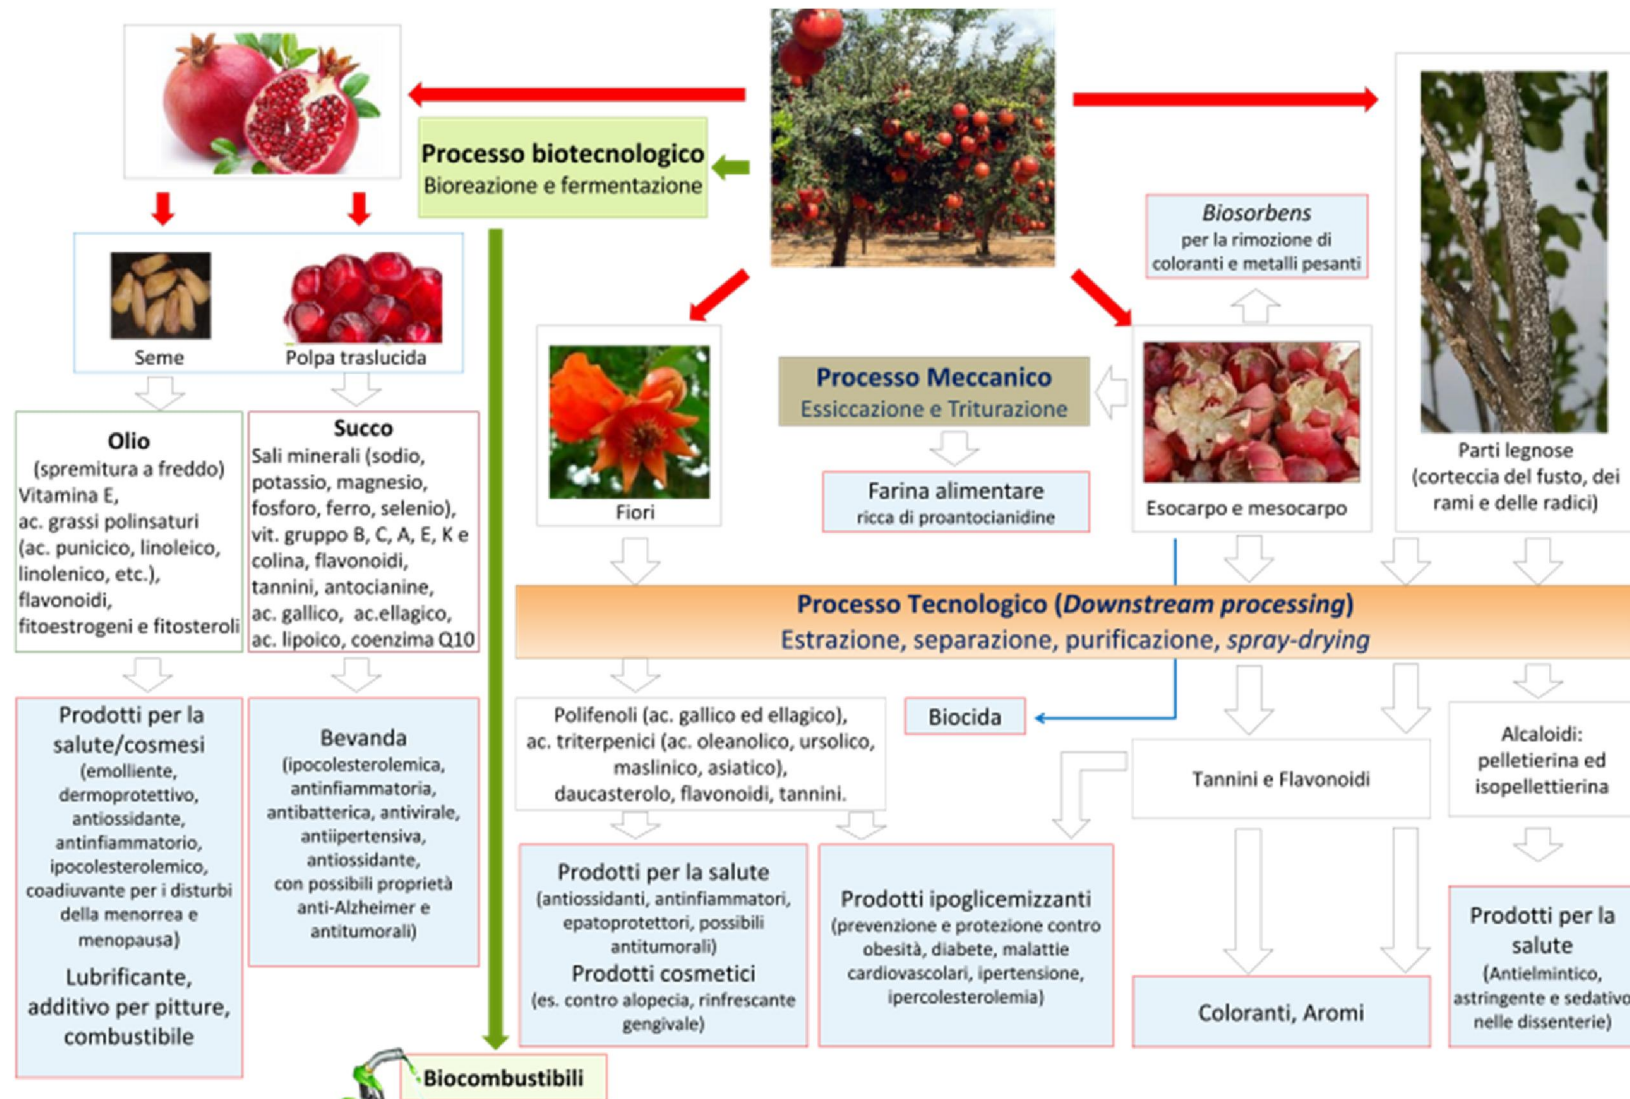 Processo biotecnologico
Bioreazione e fermentazione
Biosorbens
per la rimozione di
coloranti e metalli pesanti
Seme
Polpa traslucida
Processo Meccanico
Essiccazione e Triturazione
Fiori
Farina alimentare
ricca di proantocianidine
Esocarpo e mesocarpo
Parti legnose
(corteccia del fusto, dei
rami e delle radici)
Olio
(spremitura a freddo)
Vitamina E,
ac. grassi polinsaturi
(ac. punicico, linoleico,
linolenico, etc.),
flavonoidi,
fitoestrogeni e fitosteroli
Succo
Sali minerali (sodio,
potassio, magnesio,
fosforo, ferro, selenio),
vit. gruppo B, C, A, E, K e
colina, flavonoidi,
tannini, antocianine,
ac. gallico, ac.ellagico,
ac. lipoico, coenzima Q10
Processo Tecnologico (Downstream processing)
Estrazione, separazione, purificazione, spray-drying
Prodotti per la
salute/cosmesi
(emolliente,
dermoprotettivo,
antiossidante,
antinfiammatorio,
ipocolesterolemico,
coadiuvante per i disturbi
della menorrea e
menopausa)
Lubrificante,
additivo per pitture,
combustibile
Bevanda
(ipocolesterolemica,
antinfiammatoria,
antibatterica, antivirale,
antiipertensiva,
antiossidante,
con possibili proprietà
anti-Alzheimer e
antitumorali)
Polifenoli (ac. gallico ed ellagico),
ac. triterpenici (ac. oleanolico, ursolico,
maslinico, asiatico),
daucasterolo, flavonoidi, tannini.
Biocida
Tannini e Flavonoidi
Alcaloidi:
pelletierina ed
isopellettierina
Prodotti per la salute
(antiossidanti, antinfiammatori,
epatoprotettori, possibili
antitumorali)
Prodotti cosmetici
(es. contro alopecia, rinfrescante
gengivale)
Prodotti ipoglicemizzanti
(prevenzione e protezione contro
obesità, diabete, malattie
cardiovascolari, ipertensione,
ipercolesterolemia)
Coloranti, Aromi
Prodotti per la
salute
(Antielmintico,
astringente e sedativo
nelle dissenterie)
Biocombustibili